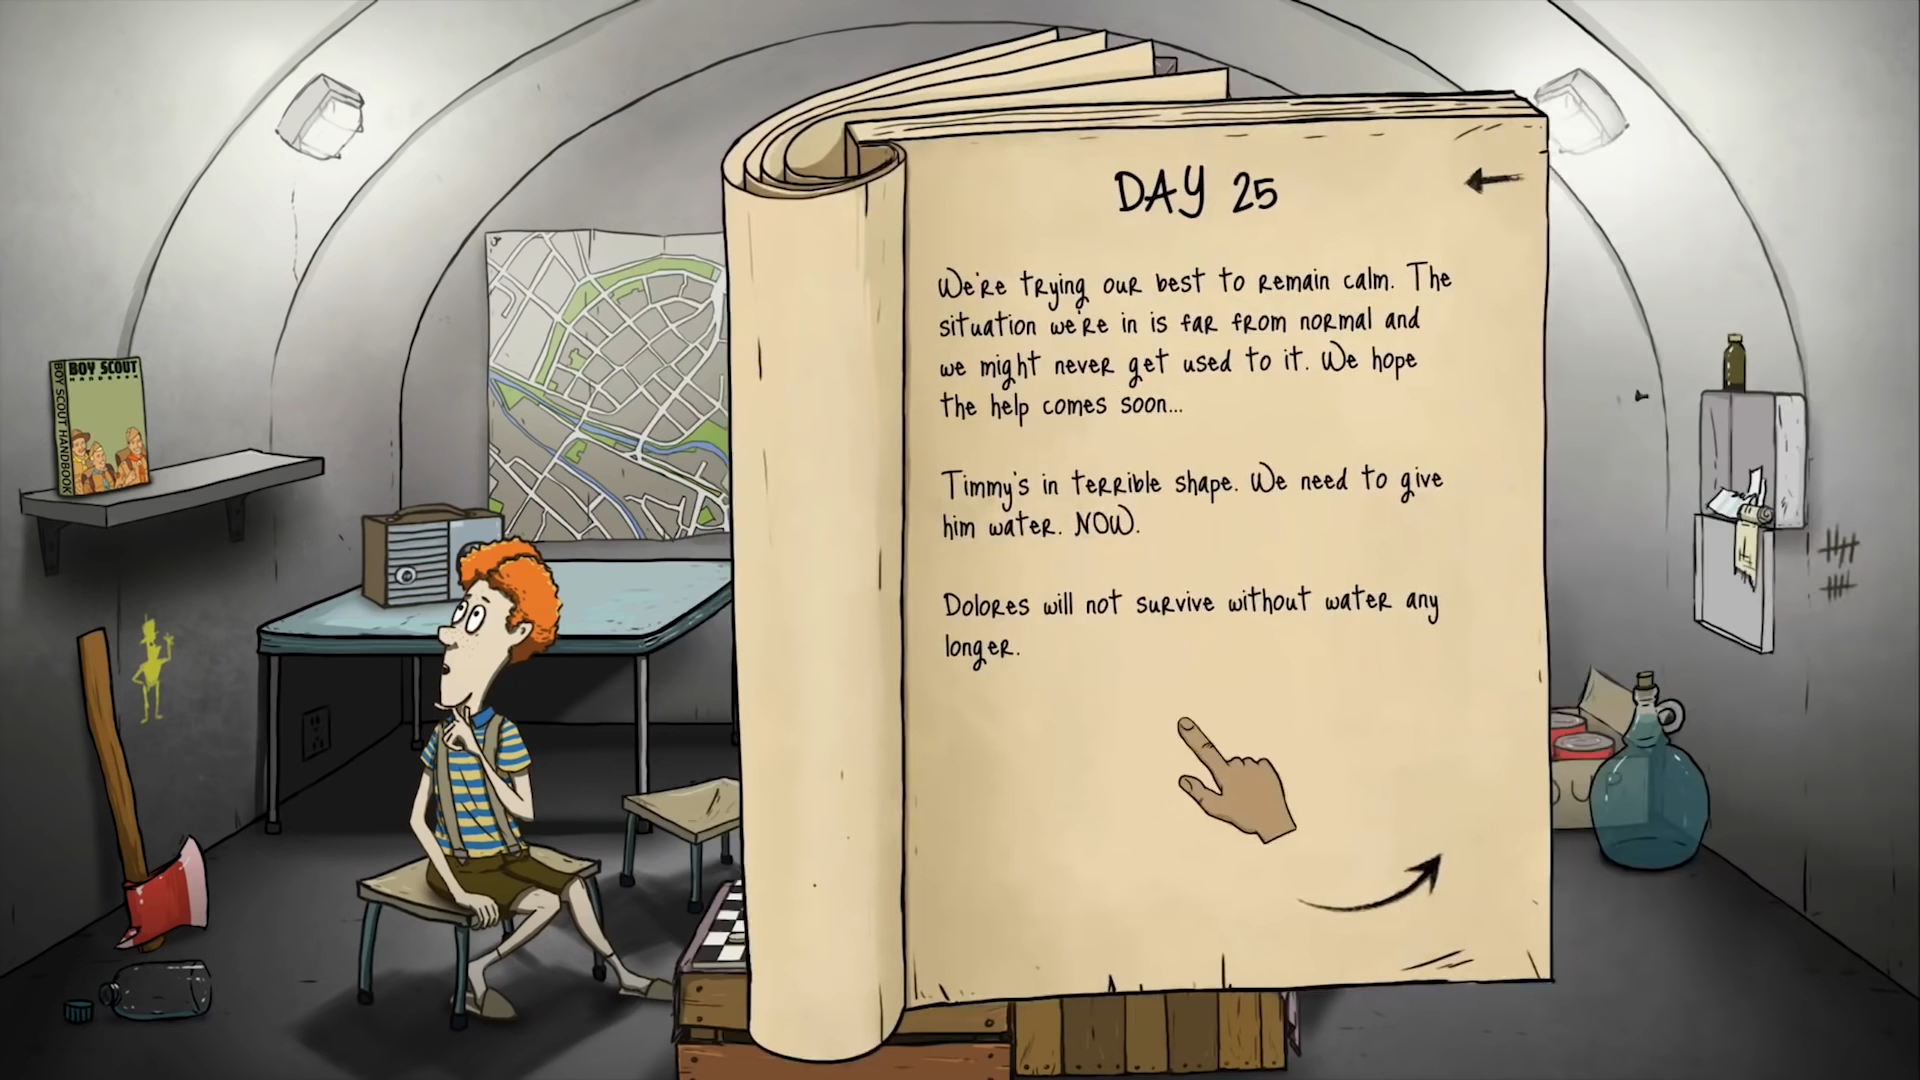 DAY 25
We're trying our best to remain calm. The
situation we're in is far from normal and
we might never get used to it. We hope
the help comes soon...
Timmy's in terrible shape. We need to give
him water. NOW.
Dolores will not survive without water any
longer.
BOY SCOUT
HANDBOOK
BOY SCOUT HANDBOOK